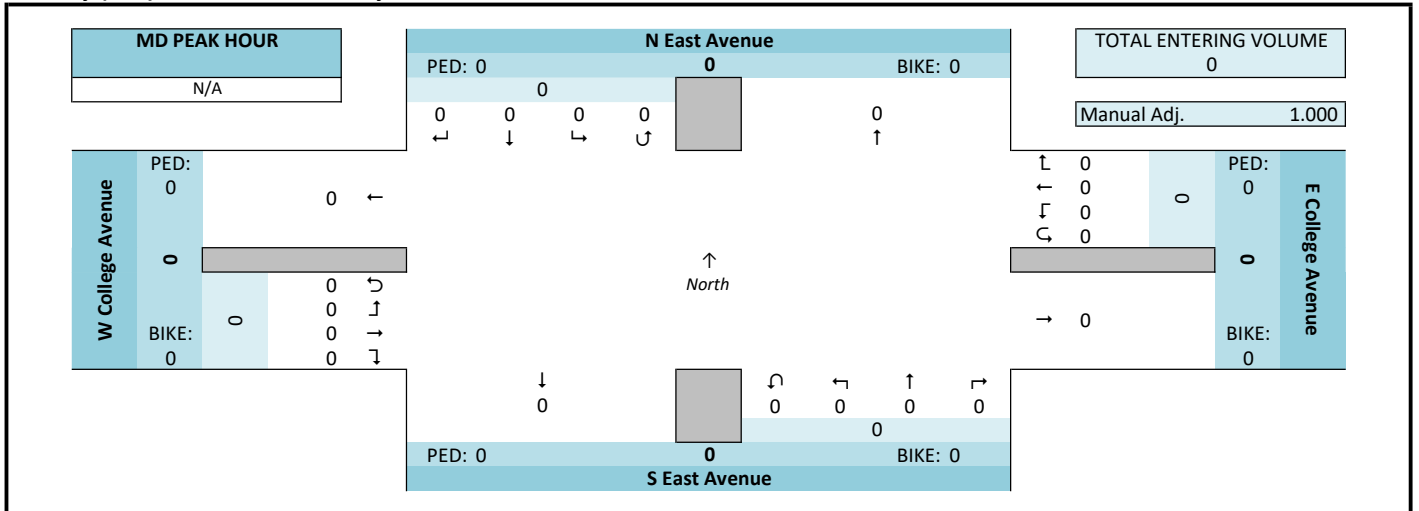 MD PEAK HOUR
N/A
N East Avenue
PED: 0 0 BIKE: 0
0
0 0 0 0 0
↵ ↓ ↳ ↺ ↑
TOTAL ENTERING VOLUME
0
Manual Adj. 1.000
W College Avenue
PED:
0
0
BIKE:
0
0
0 ←
0 ⮌
0 ↰
0 →
0 ↴
↑
North
↱ 0
← 0
↲ 0
⮎ 0
0
→ 0
PED:
0
0
BIKE:
0
E College Avenue
↓ ↶ ↰ ↑ ↱
0 0 0 0 0
0
PED: 0 0 BIKE: 0
S East Avenue